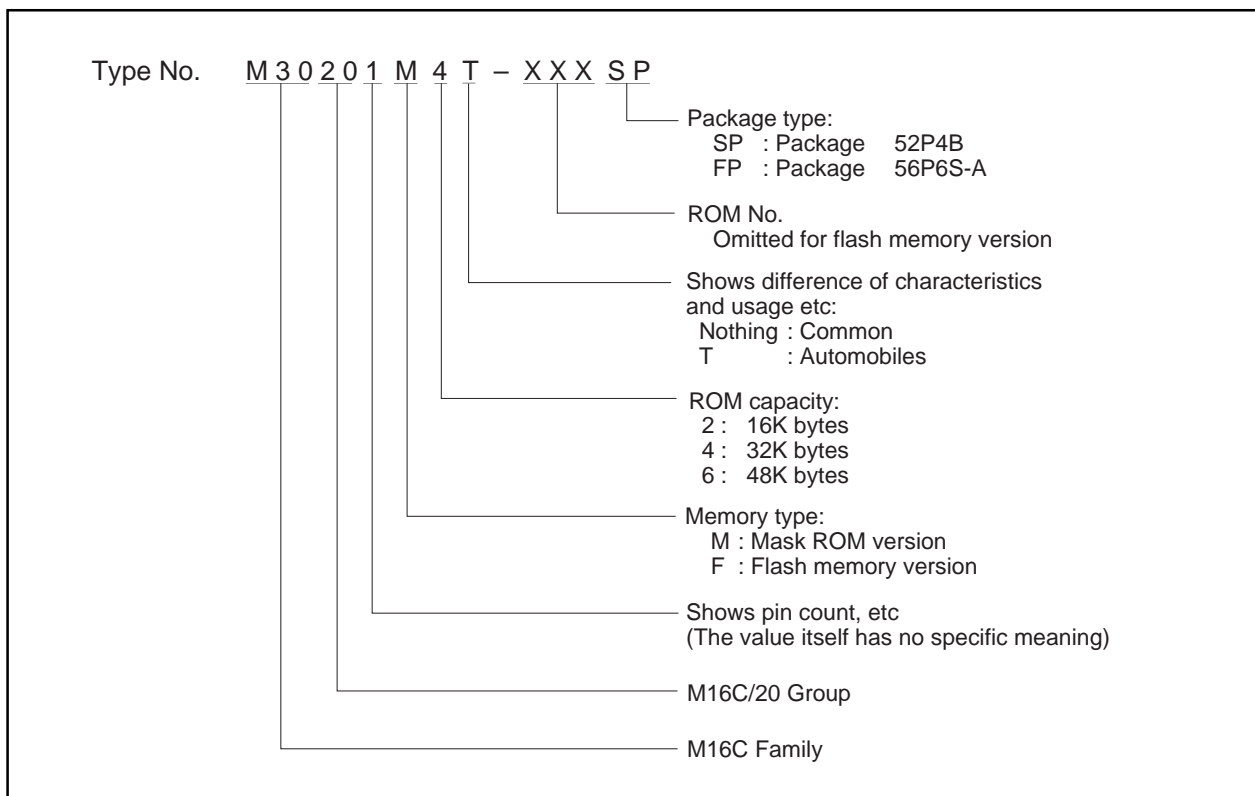 Type No. M30201M4T–XXXSP
Package type:
SP : Package 52P4B
FP : Package 56P6S-A
ROM No.
Omitted for flash memory version
Shows difference of characteristics
and usage etc:
Nothing : Common
T : Automobiles
ROM capacity:
2 : 16K bytes
4 : 32K bytes
6 : 48K bytes
Memory type:
M : Mask ROM version
F : Flash memory version
Shows pin count, etc
(The value itself has no specific meaning)
M16C/20 Group
M16C Family